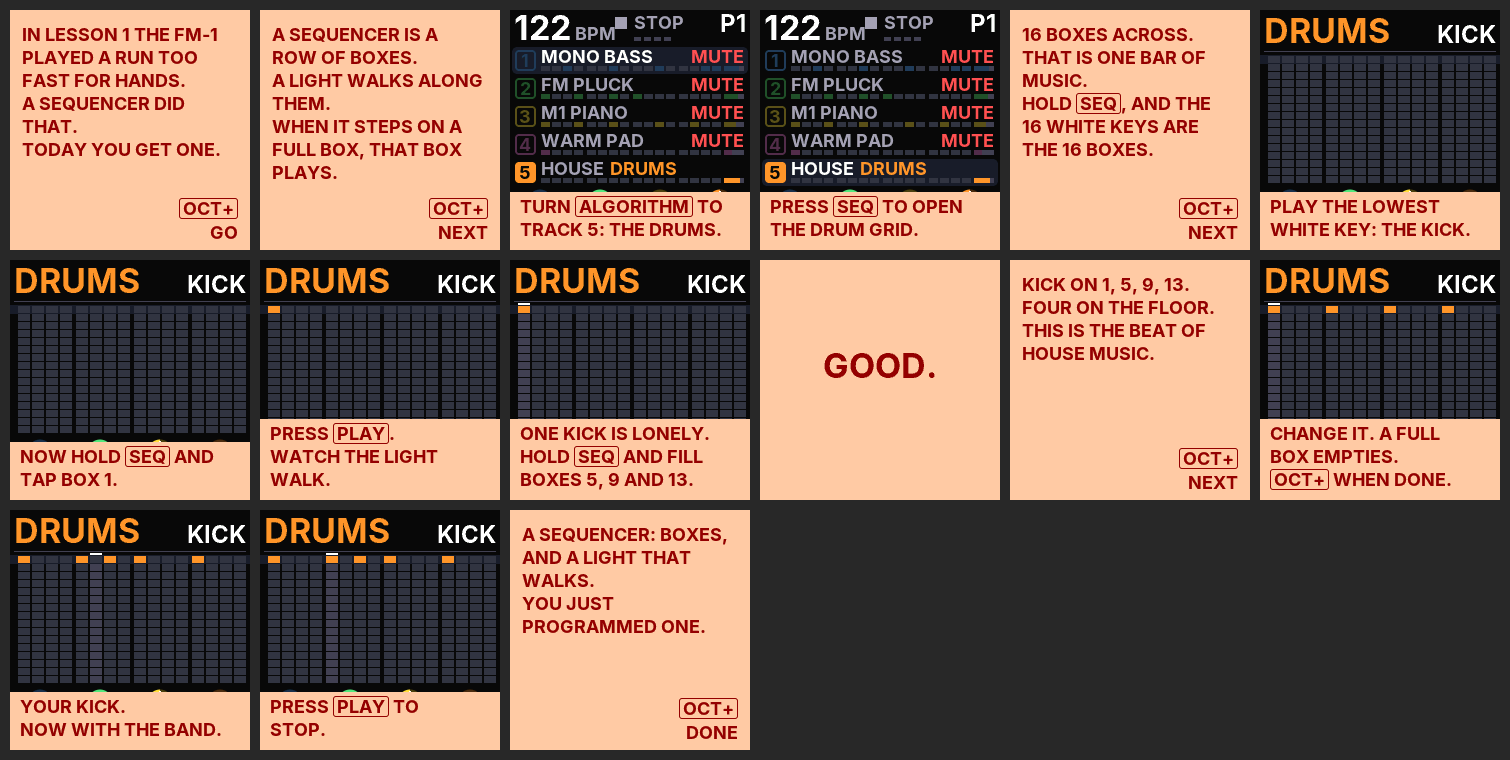 IN LESSON 1 THE FM-1
PLAYED A RUN TOO
FAST FOR HANDS.
A SEQUENCER DID
THAT.
TODAY YOU GET ONE.
OCT+
GO
A SEQUENCER IS A
ROW OF BOXES.
A LIGHT WALKS ALONG
THEM.
WHEN IT STEPS ON A
FULL BOX, THAT BOX
PLAYS.
OCT+
NEXT
122 BPM STOP P1
1 MONO BASS MUTE
2 FM PLUCK MUTE
3 M1 PIANO MUTE
4 WARM PAD MUTE
5 HOUSE DRUMS
TURN ALGORITHM TO
TRACK 5: THE DRUMS.
122 BPM STOP P1
1 MONO BASS MUTE
2 FM PLUCK MUTE
3 M1 PIANO MUTE
4 WARM PAD MUTE
5 HOUSE DRUMS
PRESS SEQ TO OPEN
THE DRUM GRID.
16 BOXES ACROSS.
THAT IS ONE BAR OF
MUSIC.
HOLD SEQ, AND THE
16 WHITE KEYS ARE
THE 16 BOXES.
OCT+
NEXT
DRUMS KICK
PLAY THE LOWEST
WHITE KEY: THE KICK.
DRUMS KICK
NOW HOLD SEQ AND
TAP BOX 1.
DRUMS KICK
PRESS PLAY.
WATCH THE LIGHT
WALK.
DRUMS KICK
ONE KICK IS LONELY.
HOLD SEQ AND FILL
BOXES 5, 9 AND 13.
GOOD.
KICK ON 1, 5, 9, 13.
FOUR ON THE FLOOR.
THIS IS THE BEAT OF
HOUSE MUSIC.
OCT+
NEXT
DRUMS KICK
CHANGE IT. A FULL
BOX EMPTIES.
OCT+ WHEN DONE.
DRUMS KICK
YOUR KICK.
NOW WITH THE BAND.
DRUMS KICK
PRESS PLAY TO
STOP.
A SEQUENCER: BOXES,
AND A LIGHT THAT
WALKS.
YOU JUST
PROGRAMMED ONE.
OCT+
DONE